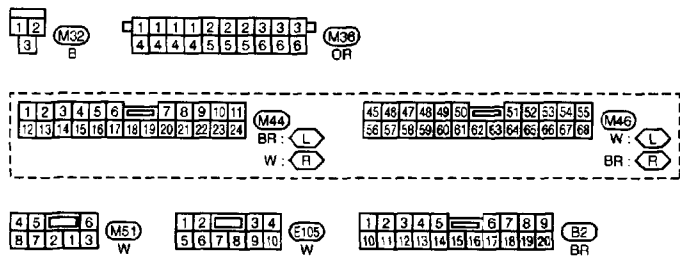 1 2 M32 1 1 1 1 2 2 2 3 3 3 M36
3 B 4 4 4 4 5 5 5 6 6 6 OR
1 2 3 4 5 6 7 8 9 10 11 M44 45 46 47 48 49 50 51 52 53 54 55 M46
12 13 14 15 16 17 18 19 20 21 22 23 24 BR : L 56 57 58 59 60 61 62 63 64 65 66 67 68 W : L
W : R BR : R
4 5 6 M51 1 2 3 4 E105 1 2 3 4 5 6 7 8 9 B2
8 7 2 1 3 W 5 6 7 8 9 10 W 10 11 12 13 14 15 16 17 18 19 20 BR